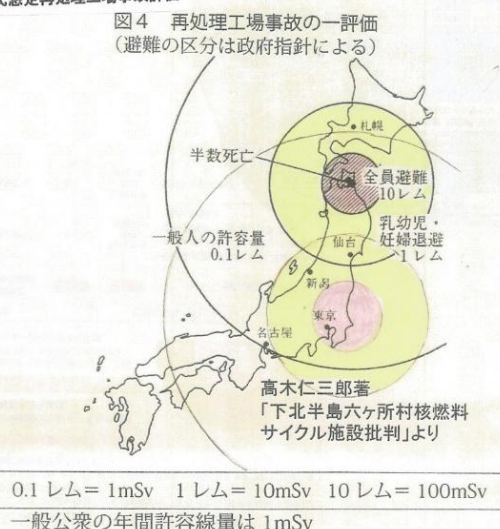 図4 再処理工場事故の一評価
(避難の区分は政府指針による)
札幌
半数死亡
全員避難
10レム
乳幼児・
妊婦退避
1レム
一般人の許容量
0.1レム
仙台
新潟
東京
名古屋
高木仁三郎著
「下北半島六ヶ所村核燃料
サイクル施設批判」より
0.1レム=1mSv 1レム=10mSv 10レム=100mSv
一般公衆の年間許容線量は1mSv